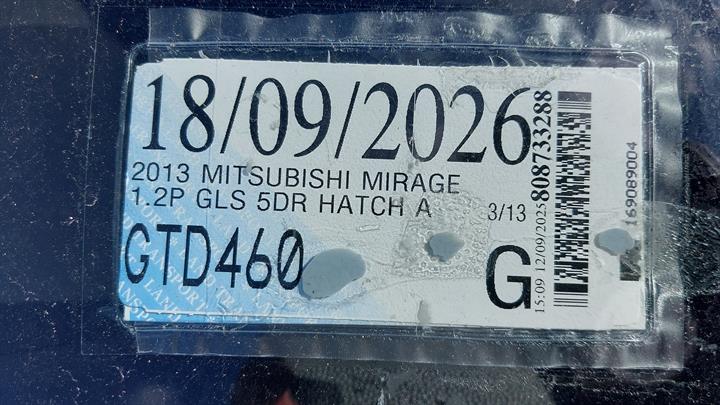 18/09/2026
2013 MITSUBISHI MIRAGE
1.2P GLS 5DR HATCH A
3/13
GTD460
G
15:09 12/09/2025
808733288
169089004